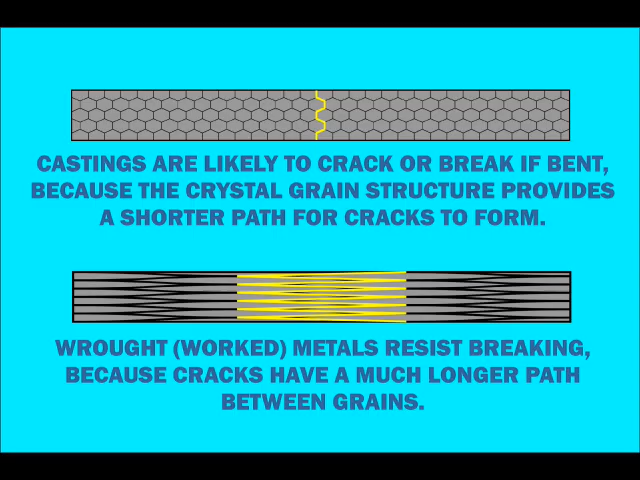 CASTINGS ARE LIKELY TO CRACK OR BREAK IF BENT,
BECAUSE THE CRYSTAL GRAIN STRUCTURE PROVIDES
A SHORTER PATH FOR CRACKS TO FORM.
WROUGHT (WORKED) METALS RESIST BREAKING,
BECAUSE CRACKS HAVE A MUCH LONGER PATH
BETWEEN GRAINS.